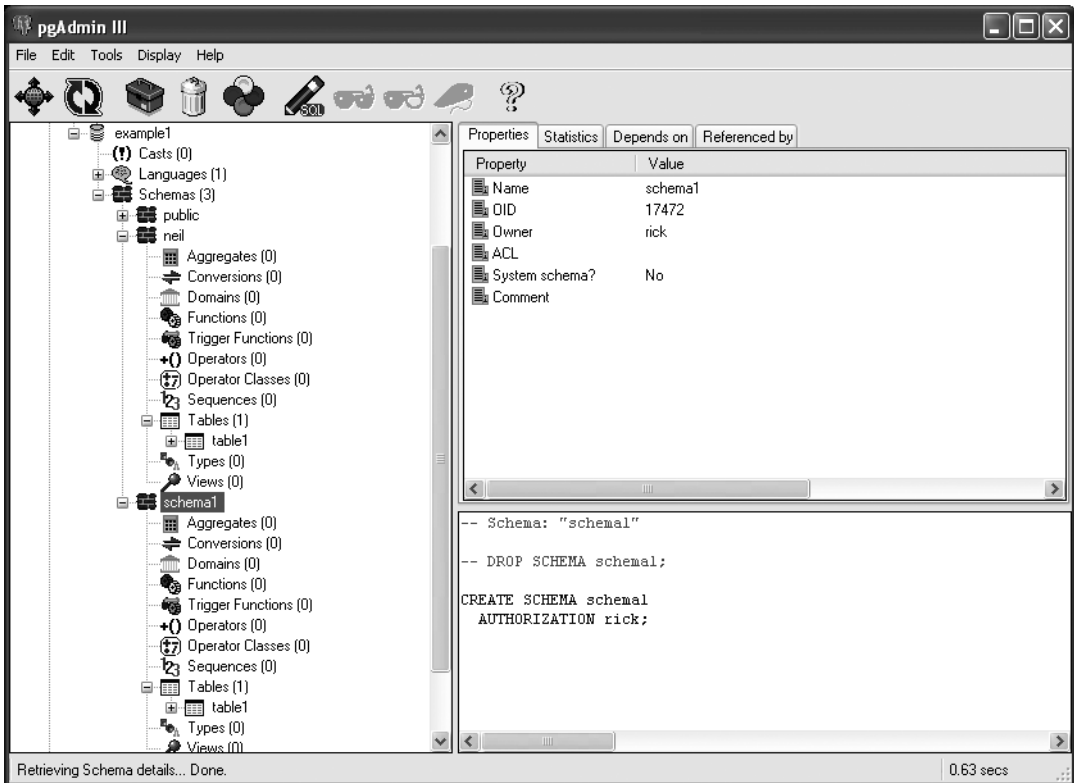 pgAdmin III
File Edit Tools Display Help
SQL
example1
Casts (0)
Languages (1)
Schemas (3)
public
neil
Aggregates (0)
Conversions (0)
Domains (0)
Functions (0)
Trigger Functions (0)
Operators (0)
Operator Classes (0)
Sequences (0)
Tables (1)
table1
Types (0)
Views (0)
schema1
Aggregates (0)
Conversions (0)
Domains (0)
Functions (0)
Trigger Functions (0)
Operators (0)
Operator Classes (0)
Sequences (0)
Tables (1)
table1
Types (0)
Views (0)
Properties Statistics Depends on Referenced by
Property Value
Name schema1
OID 17472
Owner rick
ACL
System schema? No
Comment
-- Schema: "schema1"
-- DROP SCHEMA schema1;
CREATE SCHEMA schema1
AUTHORIZATION rick;
Retrieving Schema details... Done. 0.63 secs